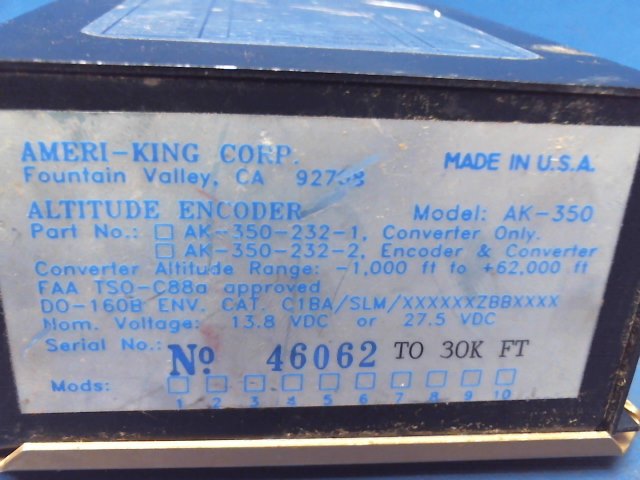 AMERI-KING CORP.
MADE IN U.S.A.
Fountain Valley, CA
ALTITUDE ENCODER
Model: AK-350
Part No.: ☐ AK-350-232-1, Converter Only.
☐ AK-350-232-2, Encoder & Converter
Converter Altitude Range: -1,000 ft to +62,000 ft
FAA TSO-C88a approved
DO-160B ENV. CAT. C1BA/SLM/XXXXXXZBBXXXX
Nom. Voltage: 13.8 VDC or 27.5 VDC
Serial No.: Nº 46062 TO 30K FT
Mods: ☐ ☐ ☐ ☐ ☐ ☐ ☐ ☐ ☐ ☐
1 2 3 4 5 6 7 8 9 10